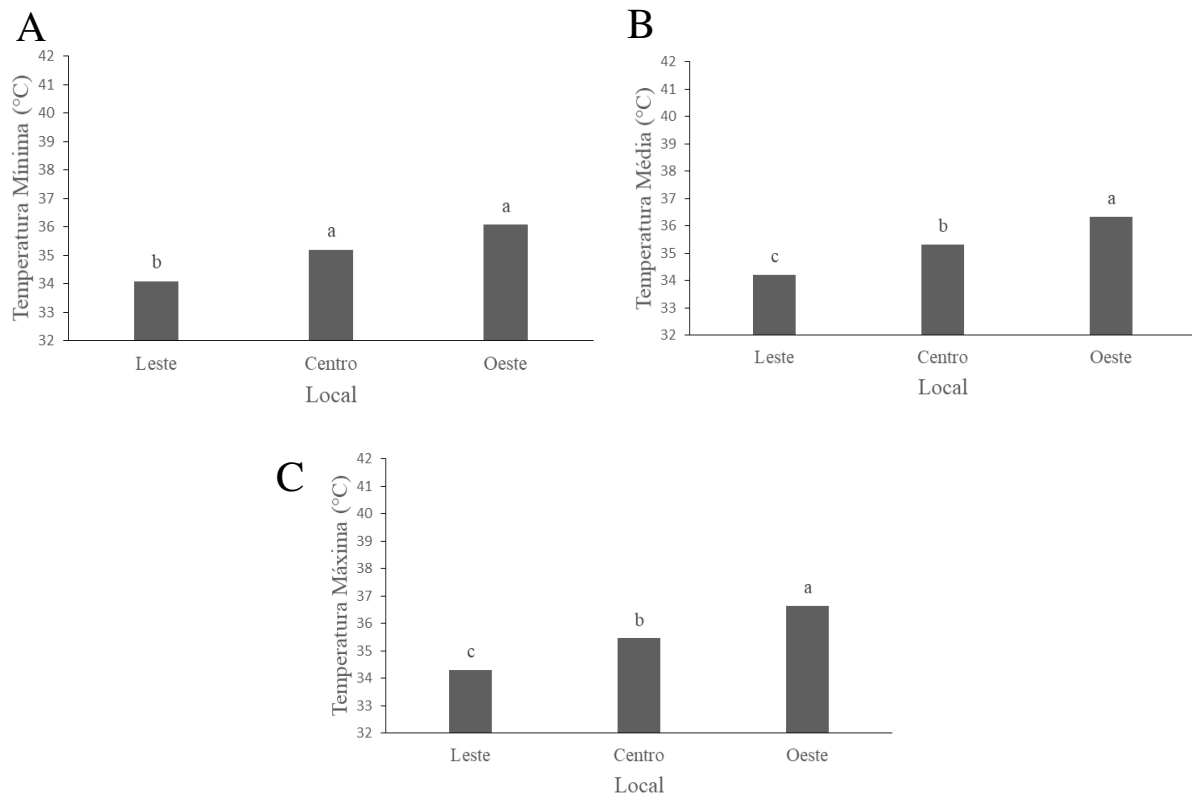 A
Temperatura Mínima (°C)
42
41
40
39
38
37
36
35
34
33
32
b
a
a
Leste
Centro
Oeste
Local
B
Temperatura Média (°C)
42
41
40
39
38
37
36
35
34
33
32
c
b
a
Leste
Centro
Oeste
Local
C
Temperatura Máxima (°C)
42
41
40
39
38
37
36
35
34
33
32
c
b
a
Leste
Centro
Oeste
Local